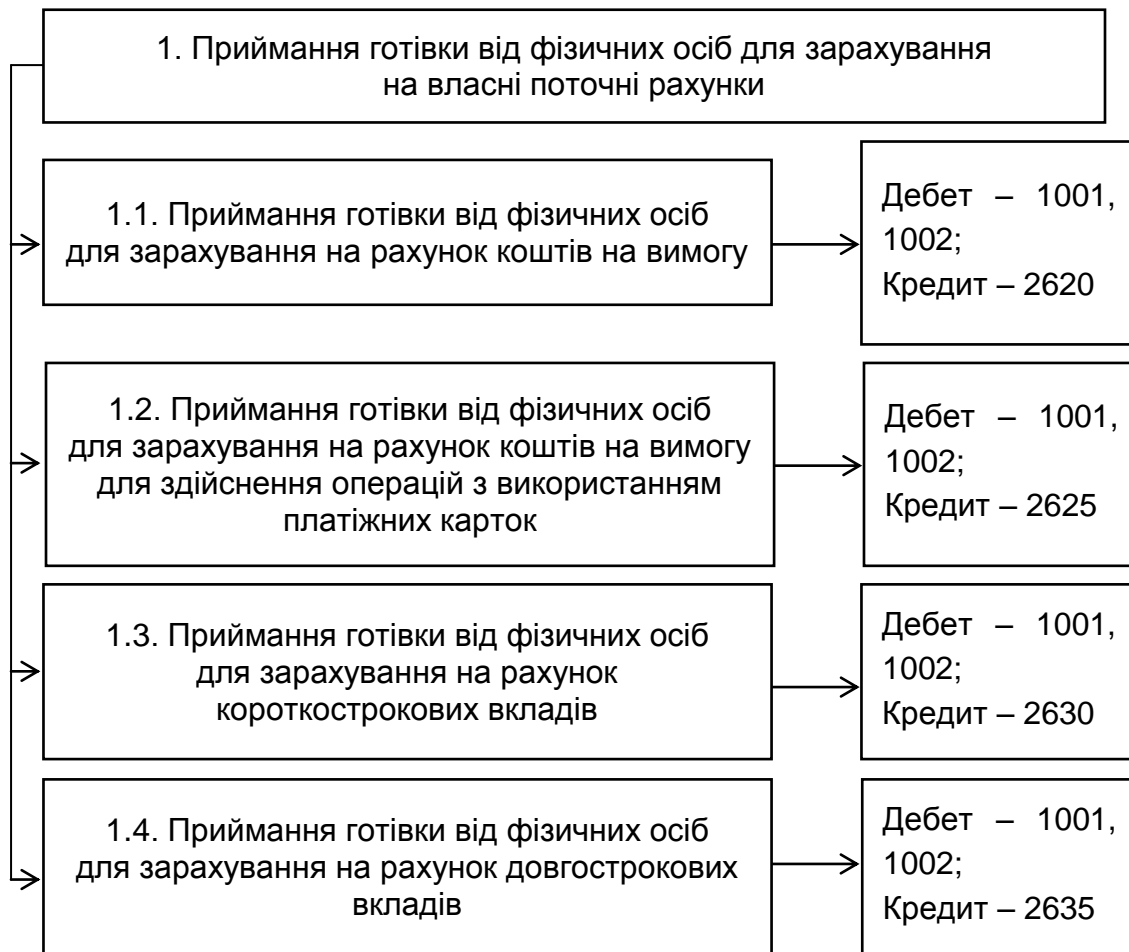 1. Приймання готівки від фізичних осіб для зарахування
на власні поточні рахунки
1.1. Приймання готівки від фізичних осіб
для зарахування на рахунок коштів на вимогу
Дебет – 1001,
1002;
Кредит – 2620
1.2. Приймання готівки від фізичних осіб
для зарахування на рахунок коштів на вимогу
для здійснення операцій з використанням
платіжних карток
Дебет – 1001,
1002;
Кредит – 2625
1.3. Приймання готівки від фізичних осіб
для зарахування на рахунок
короткострокових вкладів
Дебет – 1001,
1002;
Кредит – 2630
1.4. Приймання готівки від фізичних осіб
для зарахування на рахунок довгострокових
вкладів
Дебет – 1001,
1002;
Кредит – 2635